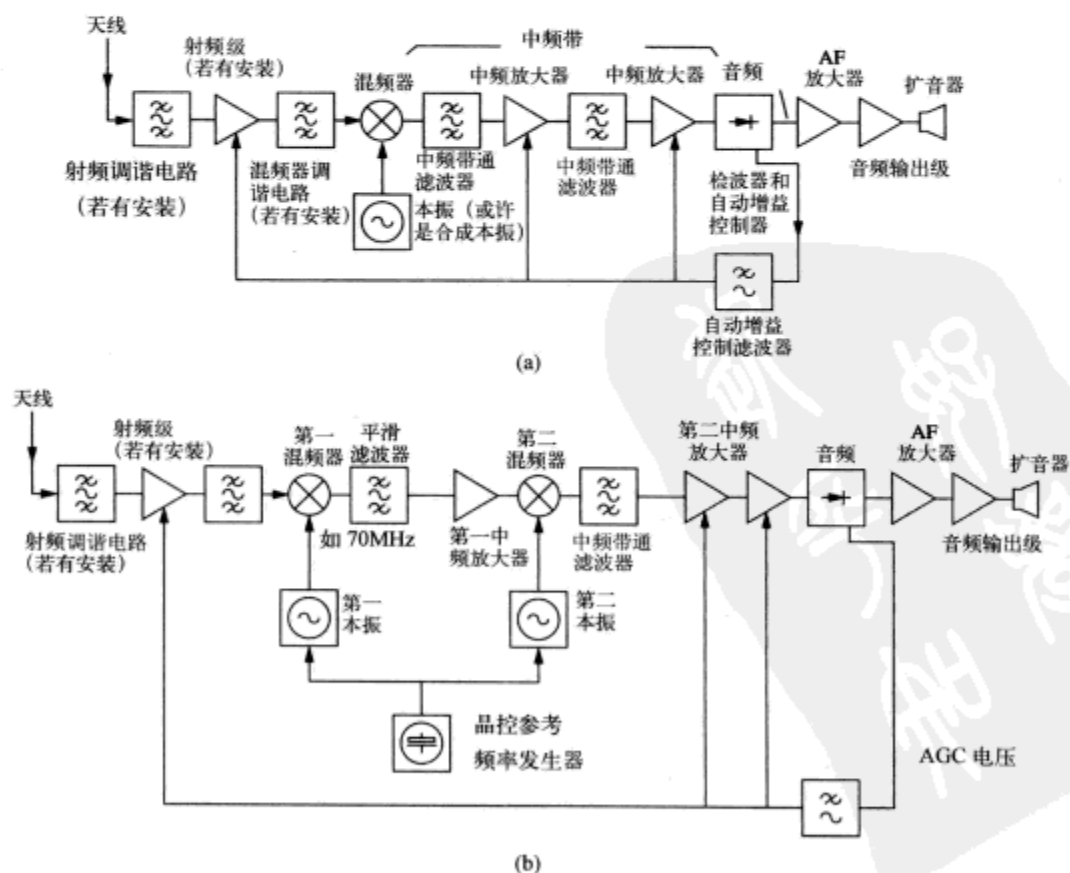 天线
射频级
(若有安装)
混频器
中频带
中频放大器
中频放大器
音频
AF
放大器
扩音器
射频调谐电路
(若有安装)
混频器调
谐电路
(若有安装)
中频带通
滤波器
本振（或许
是合成本振）
中频带通
滤波器
检波器和
自动增益
控制器
音频输出级
自动增益
控制滤波器
(a)
天线
射频级
(若有安装)
第一
混频器
平滑
滤波器
第二
混频器
第二中频
放大器
音频
AF
放大器
扩音器
射频调谐电路
(若有安装)
如 70MHz
第一中
频放大器
中频带通
滤波器
音频输出级
第一
本振
第二
本振
晶控参考
频率发生器
AGC 电压
(b)